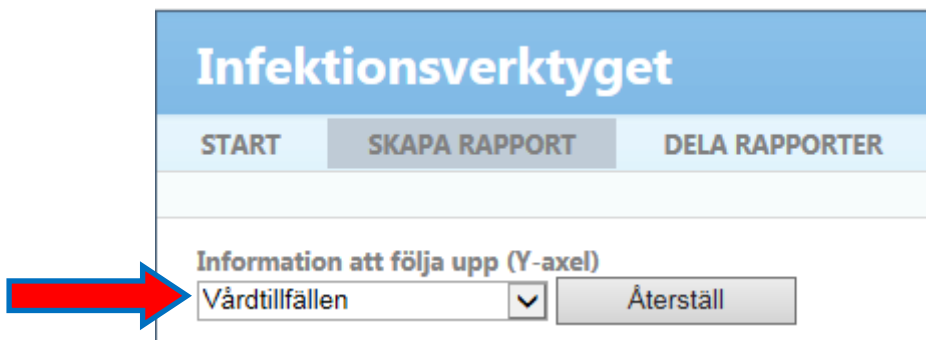 Infektionsverktyget
START SKAPA RAPPORT DELA RAPPORTER
Information att följa upp (Y-axel)
Vårdtillfällen Återställ